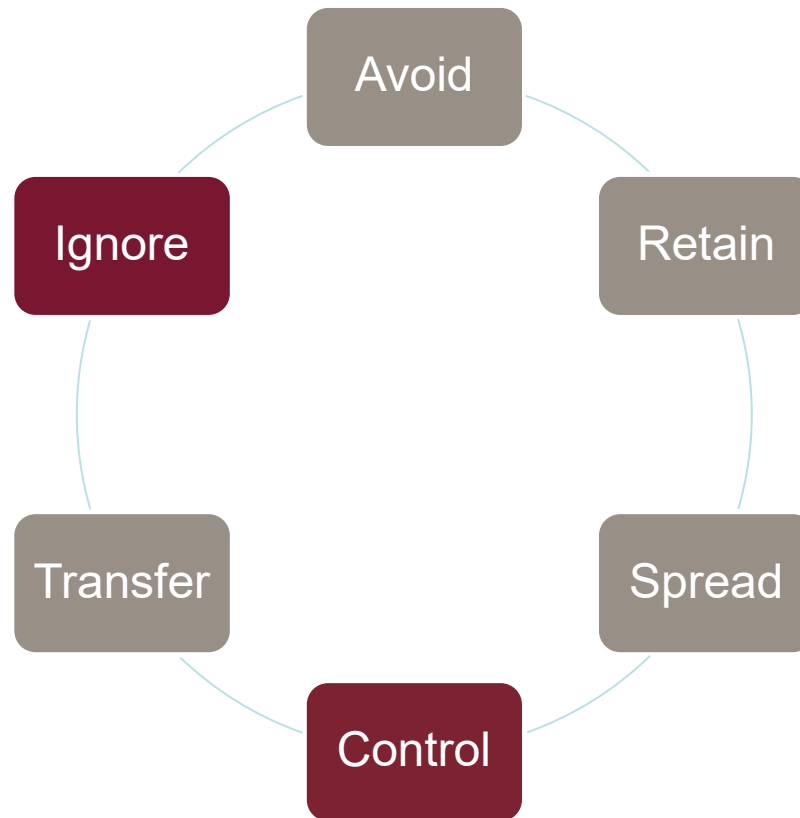 Avoid
Retain
Spread
Control
Transfer
Ignore